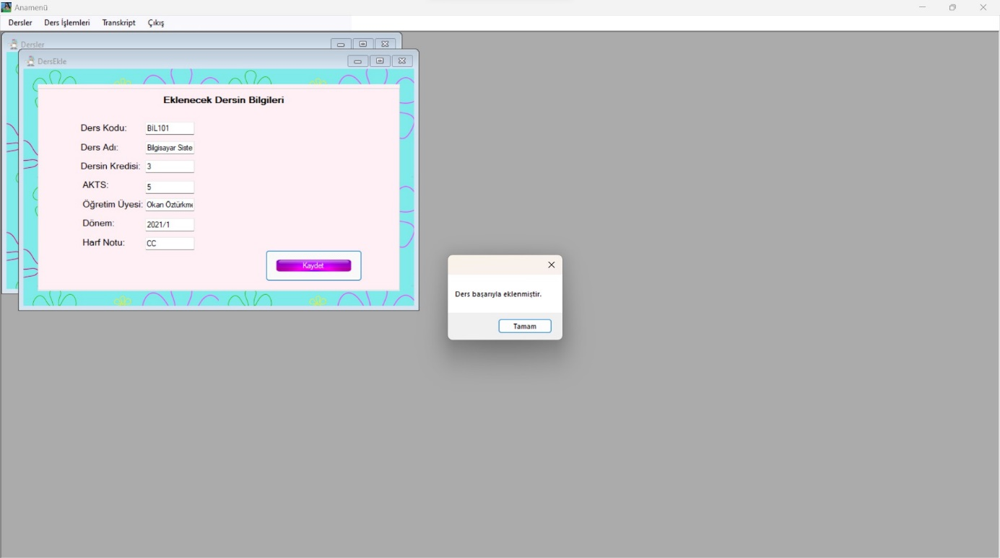 Anamenü
Dersler Ders İşlemleri Transkript Çıkış
Dersler
DersEkle
Eklenecek Dersin Bilgileri
Ders Kodu: BİL101
Ders Adı: Bilgisayar Siste
Dersin Kredisi: 3
AKTS: 5
Öğretim Üyesi: Okan Öztürkme
Dönem: 2021/1
Harf Notu: CC
Kaydet
Ders başarıyla eklenmiştir.
Tamam